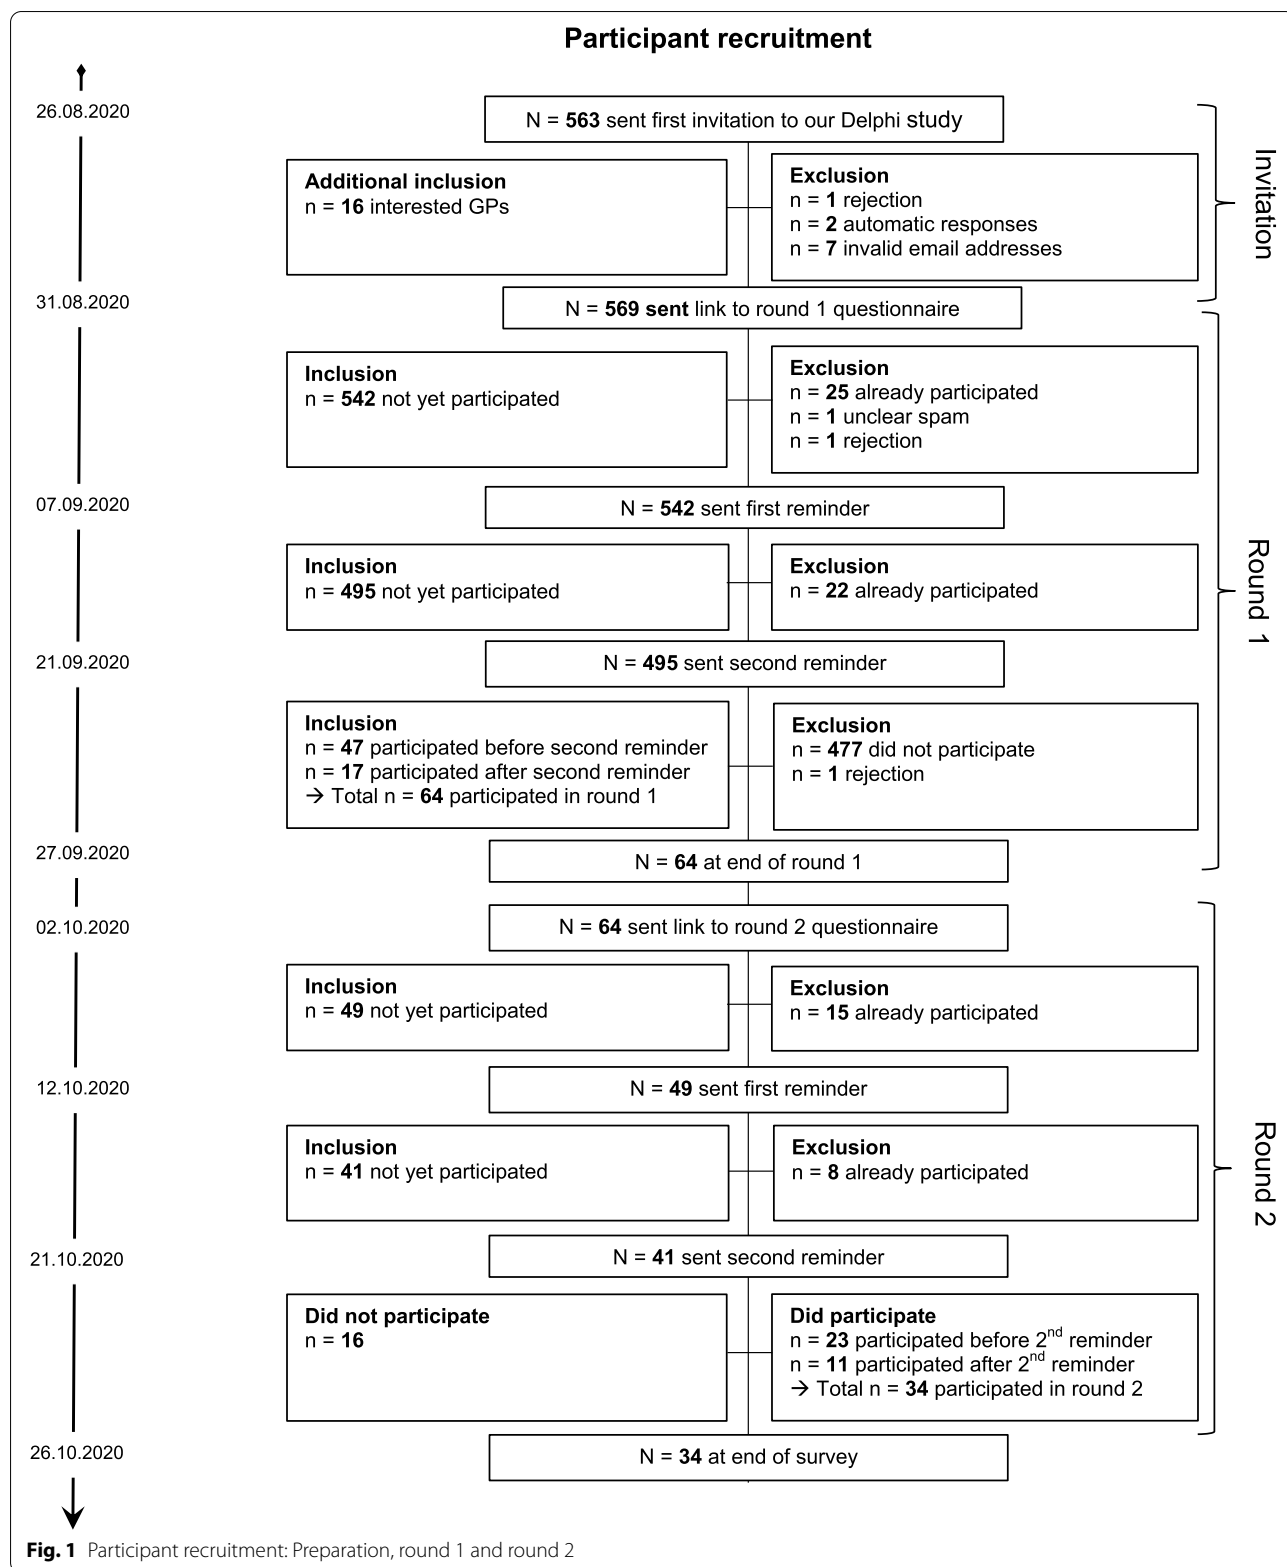 Participant recruitment
26.08.2020
N = 563 sent first invitation to our Delphi study
Additional inclusion
n = 16 interested GPs
Exclusion
n = 1 rejection
n = 2 automatic responses
n = 7 invalid email addresses
Invitation
31.08.2020
N = 569 sent link to round 1 questionnaire
Inclusion
n = 542 not yet participated
Exclusion
n = 25 already participated
n = 1 unclear spam
n = 1 rejection
07.09.2020
N = 542 sent first reminder
Inclusion
n = 495 not yet participated
Exclusion
n = 22 already participated
Round 1
21.09.2020
N = 495 sent second reminder
Inclusion
n = 47 participated before second reminder
n = 17 participated after second reminder
→ Total n = 64 participated in round 1
Exclusion
n = 477 did not participate
n = 1 rejection
27.09.2020
N = 64 at end of round 1
02.10.2020
N = 64 sent link to round 2 questionnaire
Inclusion
n = 49 not yet participated
Exclusion
n = 15 already participated
12.10.2020
N = 49 sent first reminder
Inclusion
n = 41 not yet participated
Exclusion
n = 8 already participated
Round 2
21.10.2020
N = 41 sent second reminder
Did not participate
n = 16
Did participate
n = 23 participated before 2nd reminder
n = 11 participated after 2nd reminder
→ Total n = 34 participated in round 2
26.10.2020
N = 34 at end of survey
Fig. 1 Participant recruitment: Preparation, round 1 and round 2